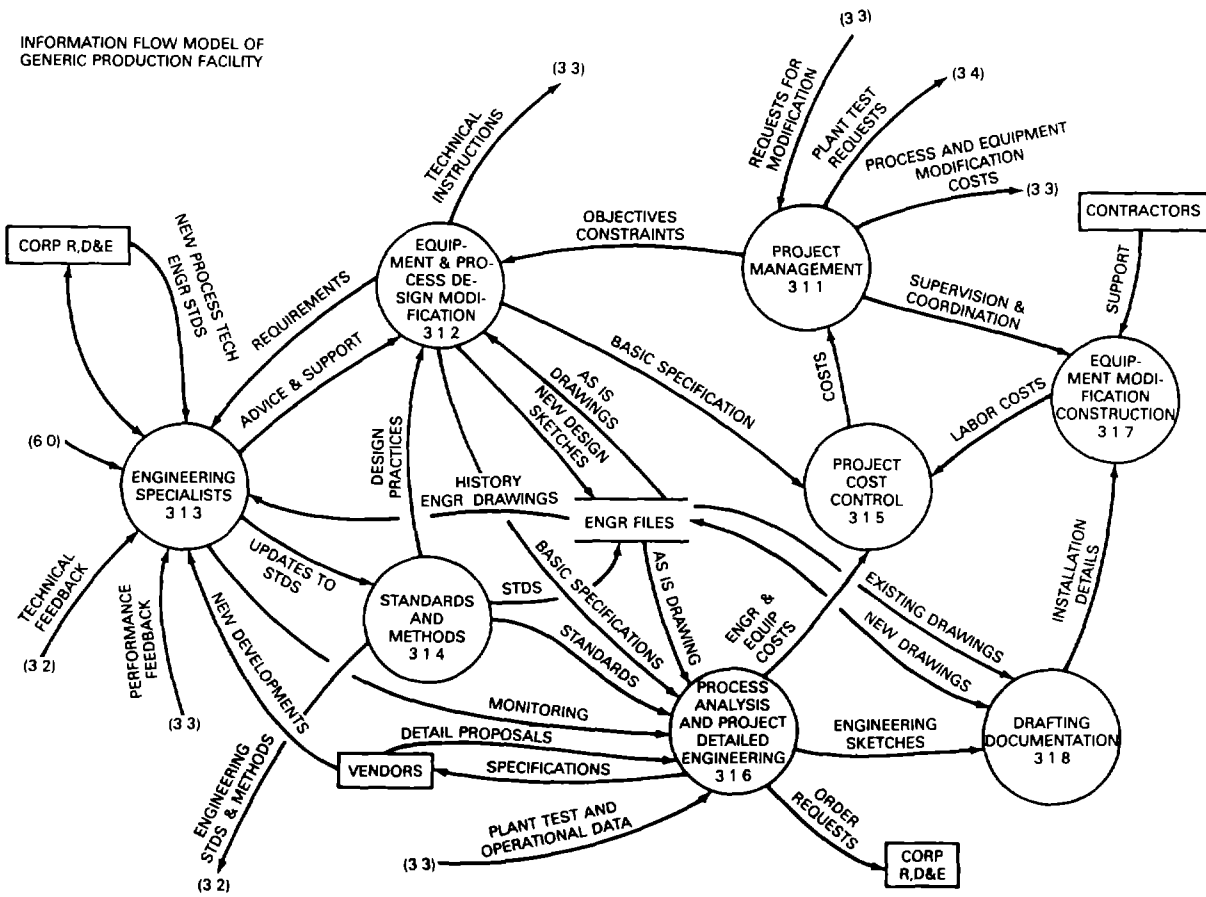 INFORMATION FLOW MODEL OF
GENERIC PRODUCTION FACILITY
(3 3)
(3 3)
(3 4)
REQUESTS FOR
MODIFICATION
PLANT TEST
REQUESTS
PROCESS AND EQUIPMENT
MODIFICATION
COSTS
(3 3)
TECHNICAL
INSTRUCTIONS
CONTRACTORS
SUPPORT
CORP R,D&E
NEW PROCESS TECH
ENGR STDS
REQUIREMENTS
ADVICE & SUPPORT
EQUIP-
MENT & PRO-
CESS DE-
SIGN MODI-
FICATION
3 1 2
OBJECTIVES
CONSTRAINTS
PROJECT
MANAGEMENT
3 1 1
SUPERVISION &
COORDINATION
EQUIP-
MENT MODI-
FICATION
CONSTRUCTION
3 1 7
BASIC SPECIFICATION
AS IS
DRAWINGS
NEW DESIGN
SKETCHES
COSTS
LABOR COSTS
(6 0)
ENGINEERING
SPECIALISTS
3 1 3
DESIGN
PRACTICES
HISTORY
ENGR DRAWINGS
ENGR FILES
PROJECT
COST
CONTROL
3 1 5
UPDATES TO
STDS
STANDARDS
AND
METHODS
3 1 4
STDS
STANDARDS
BASIC SPECIFICATIONS
AS IS DRAWING
ENGR &
EQUIP
COSTS
EXISTING DRAWINGS
NEW DRAWINGS
INSTALLATION
DETAILS
TECHNICAL
FEEDBACK
(3 2)
PERFORMANCE
FEEDBACK
(3 3)
NEW DEVELOPMENTS
MONITORING
DETAIL PROPOSALS
VENDORS
SPECIFICATIONS
PROCESS
ANALYSIS
AND PROJECT
DETAILED
ENGINEERING
3 1 6
ENGINEERING
SKETCHES
DRAFTING
DOCUMENTATION
3 1 8
ENGINEERING
STDS & METHODS
(3 2)
PLANT TEST AND
OPERATIONAL DATA
(3 3)
ORDER
REQUESTS
CORP
R,D&E